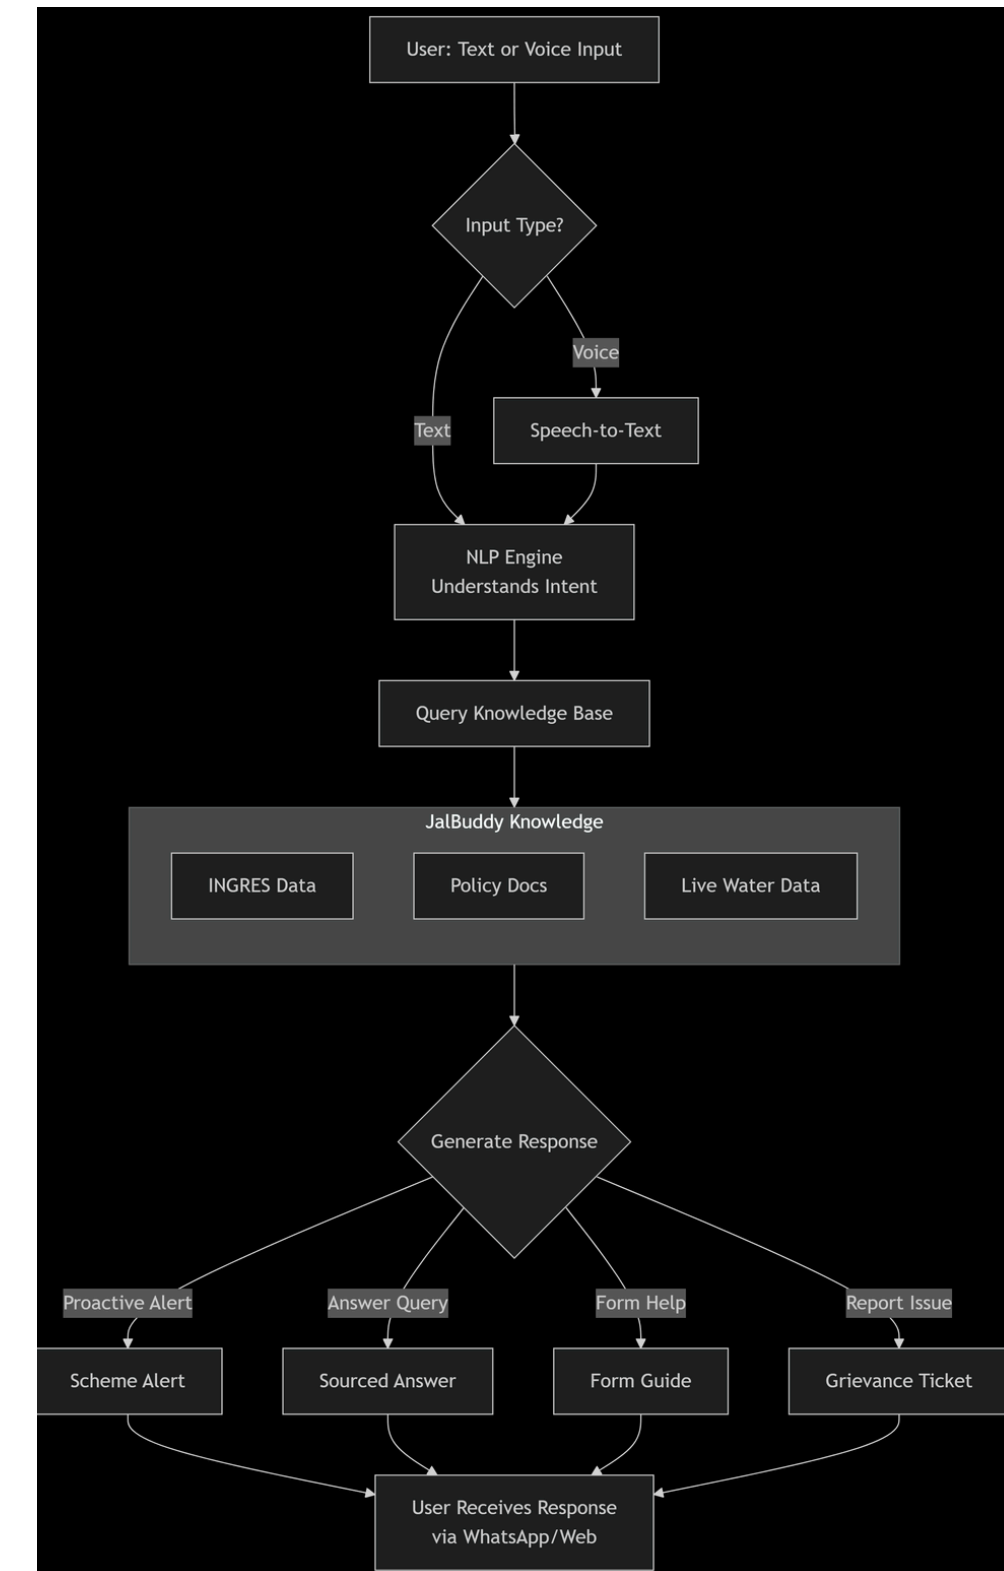 User: Text or Voice Input
Input Type?
Voice
Text
Speech-to-Text
NLP Engine
Understands Intent
Query Knowledge Base
JalBuddy Knowledge
INGRES Data
Policy Docs
Live Water Data
Generate Response
Proactive Alert
Answer Query
Form Help
Report Issue
Scheme Alert
Sourced Answer
Form Guide
Grievance Ticket
User Receives Response
via WhatsApp/Web